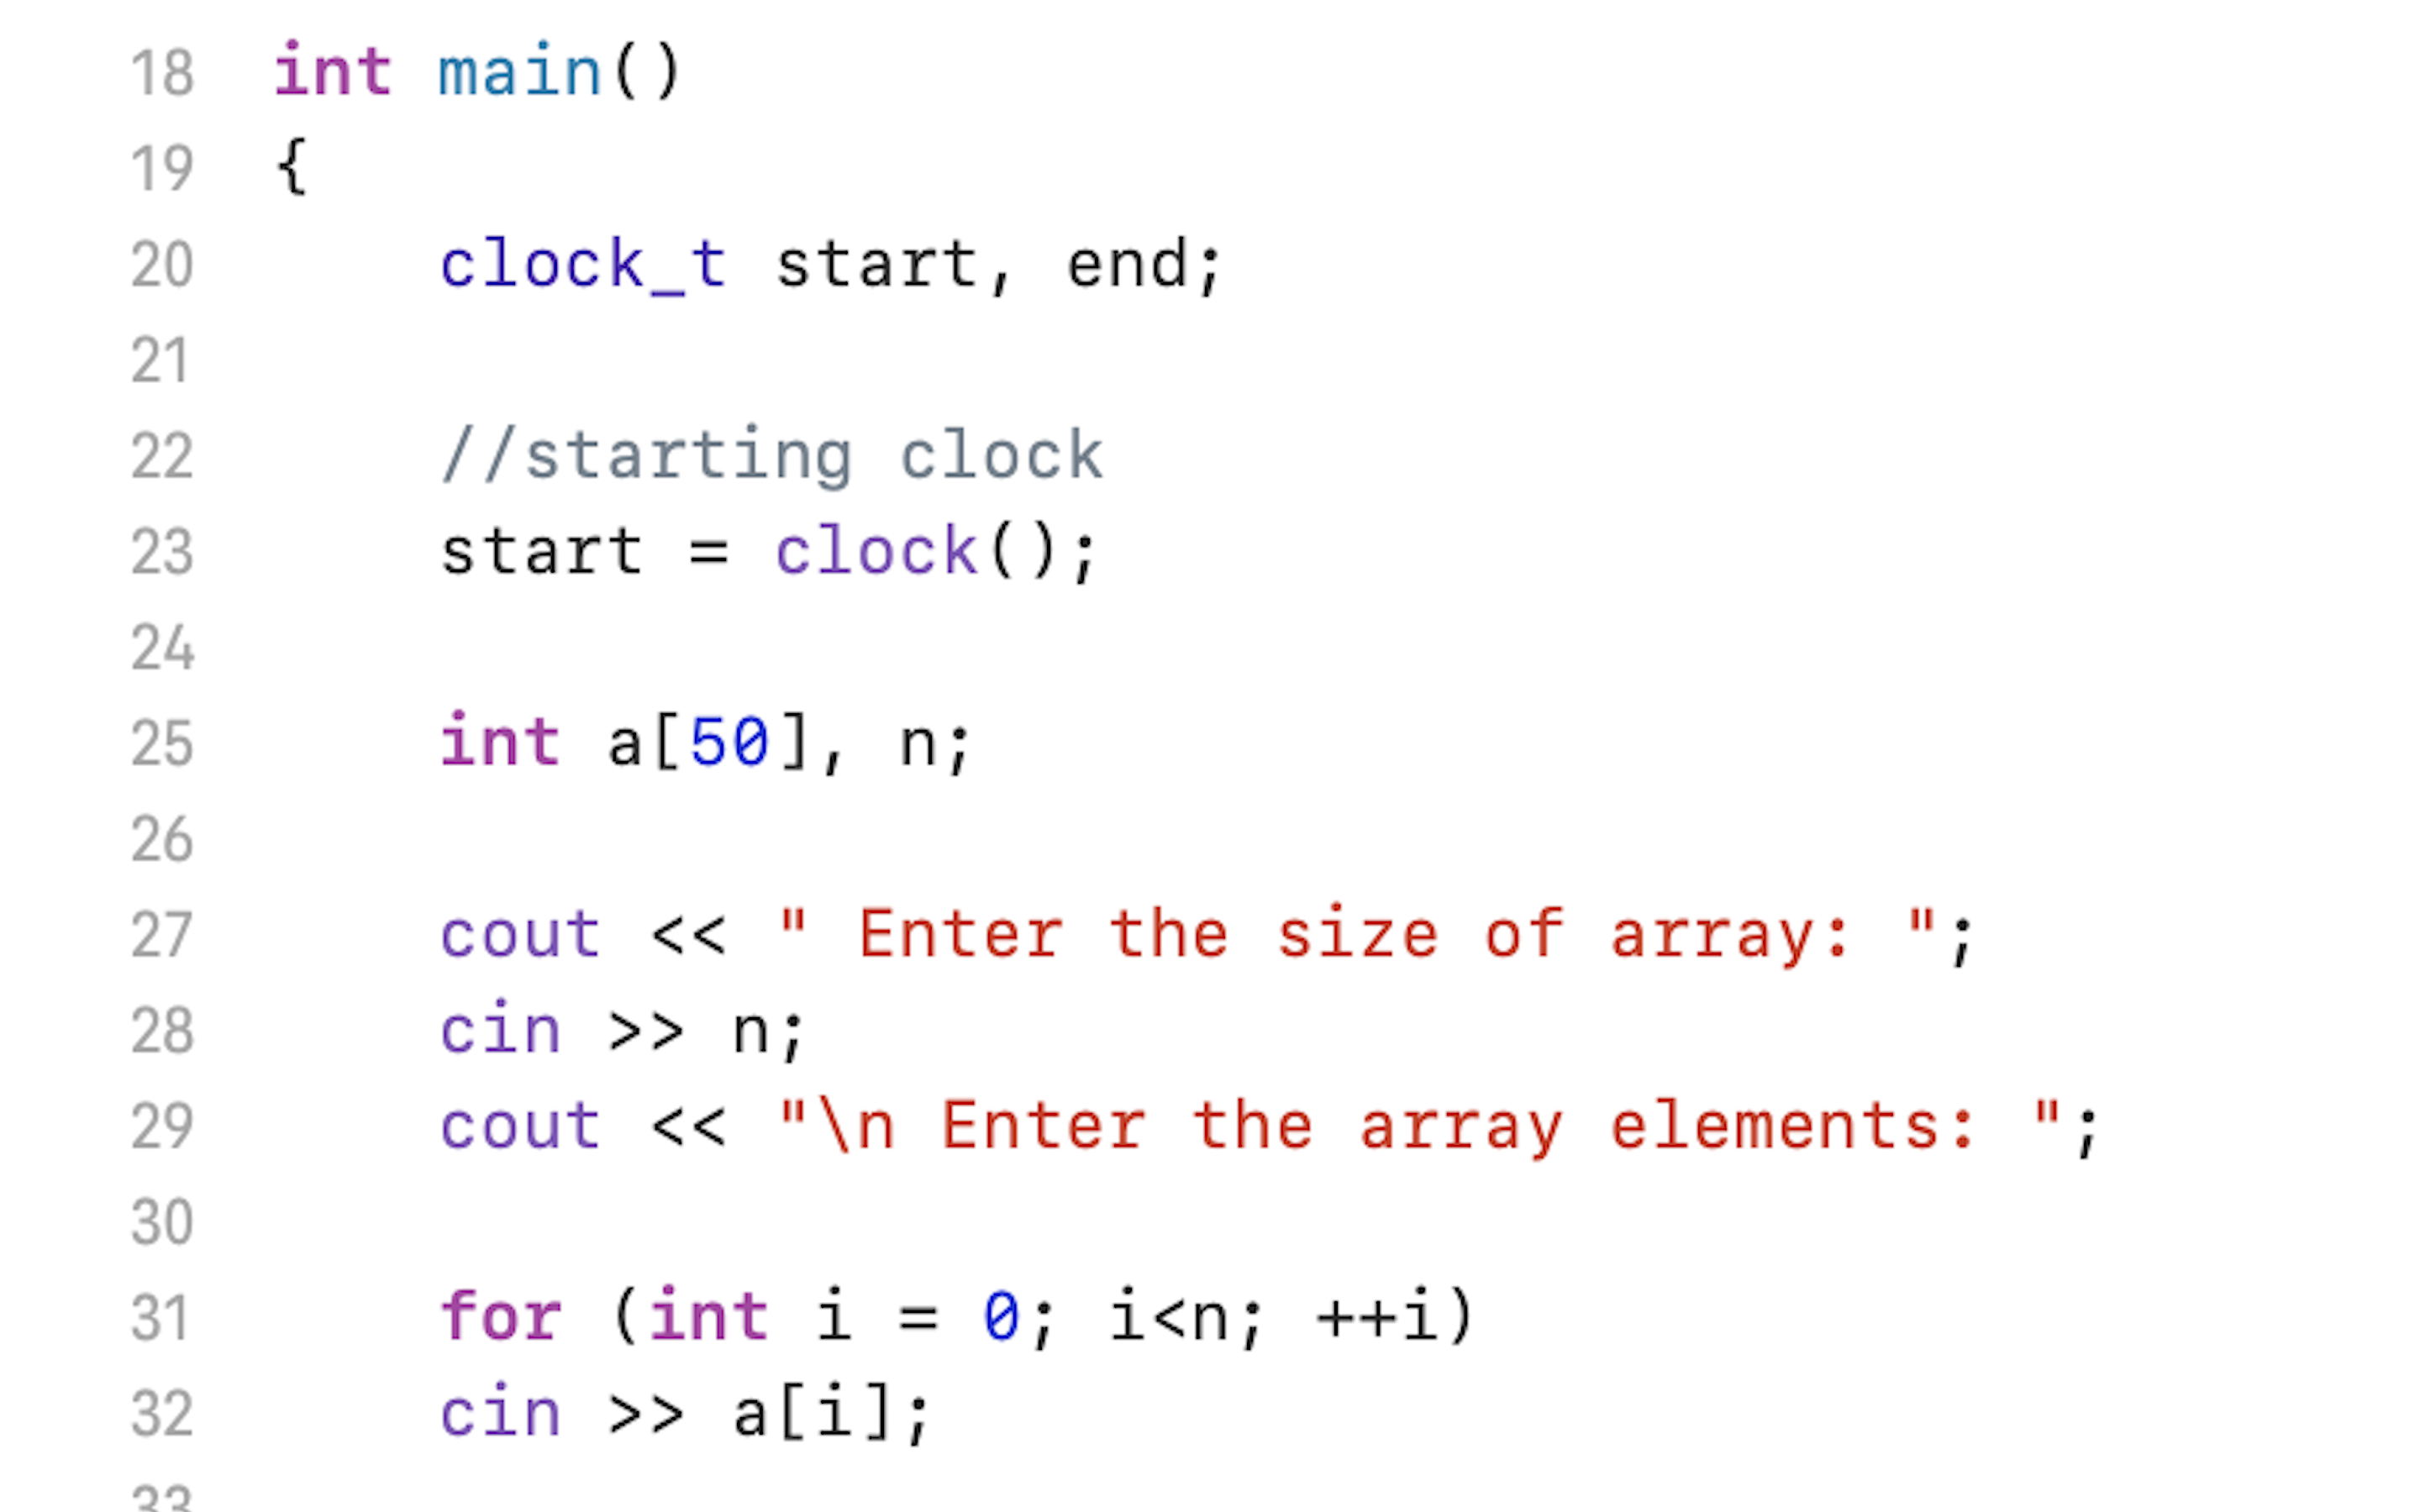 18 int main()
19 {
20 clock_t start, end;
21
22 //starting clock
23 start = clock();
24
25 int a[50], n;
26
27 cout << " Enter the size of array: ";
28 cin >> n;
29 cout << "\n Enter the array elements: ";
30
31 for (int i = 0; i<n; ++i)
32 cin >> a[i];
33